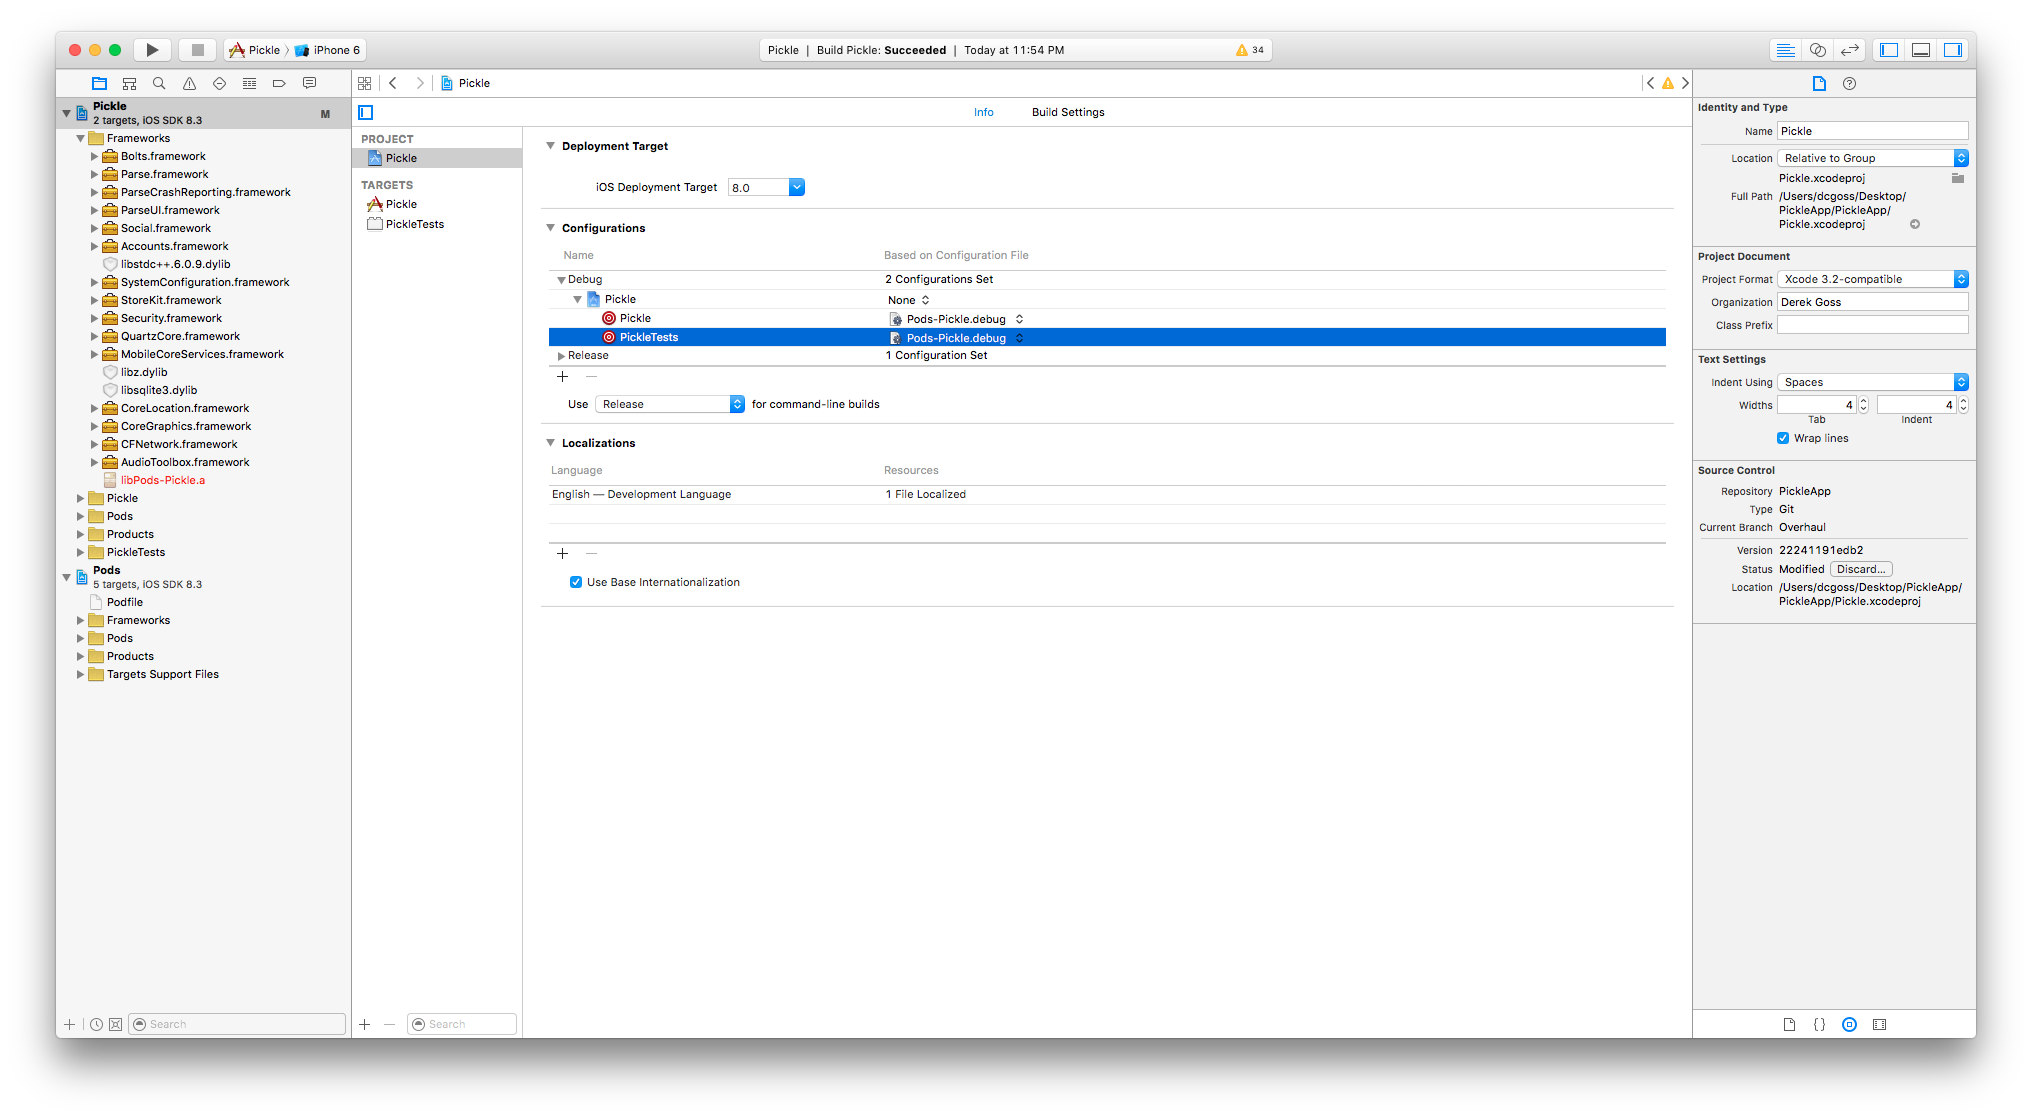 Pickle
iPhone 6
Pickle | Build Pickle: Succeeded | Today at 11:54 PM
34
Pickle
2 targets, iOS SDK 8.3
M
Frameworks
Bolts.framework
Parse.framework
ParseCrashReporting.framework
ParseUI.framework
Social.framework
Accounts.framework
libstdc++.6.0.9.dylib
SystemConfiguration.framework
StoreKit.framework
Security.framework
QuartzCore.framework
MobileCoreServices.framework
libz.dylib
libsqlite3.dylib
CoreLocation.framework
CoreGraphics.framework
CFNetwork.framework
AudioToolbox.framework
libPods-Pickle.a
Pickle
Pods
Products
PickleTests
Pods
5 targets, iOS SDK 8.3
Podfile
Frameworks
Pods
Products
Targets Support Files
Search
Pickle
Info
Build Settings
PROJECT
Pickle
TARGETS
Pickle
PickleTests
Search
Deployment Target
iOS Deployment Target 8.0
Configurations
Name Based on Configuration File
Debug 2 Configurations Set
Pickle None
Pickle Pods-Pickle.debug
PickleTests Pods-Pickle.debug
Release 1 Configuration Set
Use Release for command-line builds
Localizations
Language Resources
English — Development Language 1 File Localized
Use Base Internationalization
Identity and Type
Name Pickle
Location Relative to Group
Pickle.xcodeproj
Full Path /Users/dcgoss/Desktop/
PickleApp/PickleApp/
Pickle.xcodeproj
Project Document
Project Format Xcode 3.2-compatible
Organization Derek Goss
Class Prefix
Text Settings
Indent Using Spaces
Widths 4 4
Tab Indent
Wrap lines
Source Control
Repository PickleApp
Type Git
Current Branch Overhaul
Version 22241191edb2
Status Modified Discard...
Location /Users/dcgoss/Desktop/PickleApp/
PickleApp/Pickle.xcodeproj